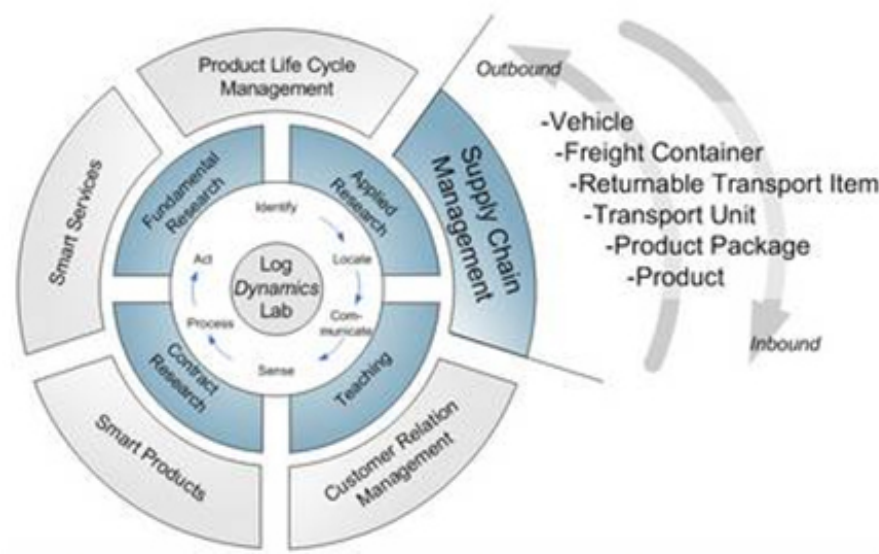 Product Life Cycle
Management
Outbound
Smart Services
Fundamental
Research
Applied
Research
Supply Chain
Management
-Vehicle
-Freight Container
-Returnable Transport Item
-Transport Unit
-Product Package
-Product
Inbound
Identify
Act
Locate
Log
Dynamics
Lab
Process
Com-
municate
Sense
Contract
Research
Teaching
Smart Products
Customer Relation
Management